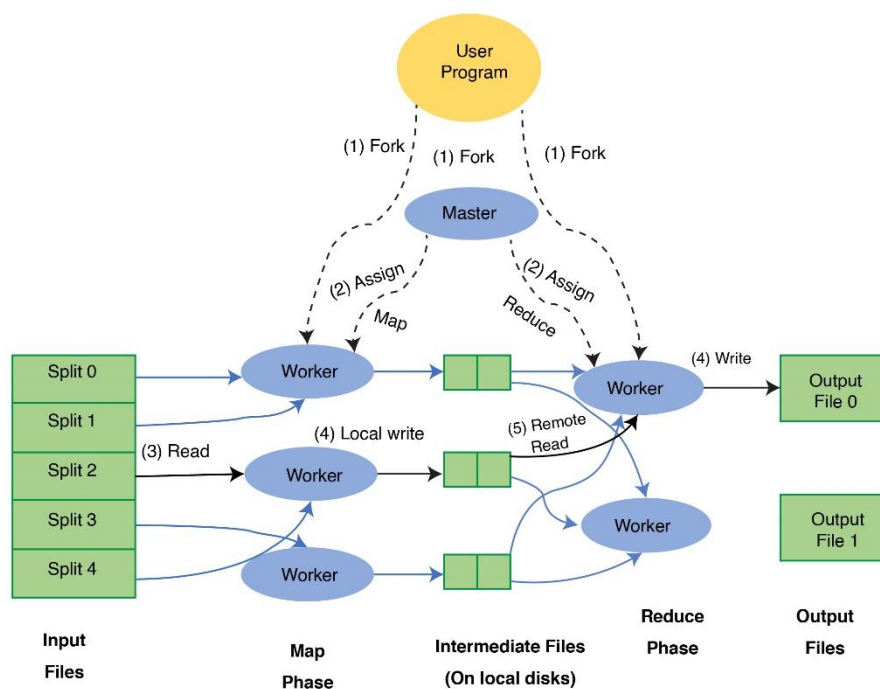 User
Program
(1) Fork
(1) Fork
(1) Fork
Master
(2) Assign
(2) Assign
Map
Reduce
Split 0
Worker
Worker
(4) Write
Output
File 0
Split 1
(3) Read
Split 2
(4) Local write
Worker
(5) Remote
Read
Split 3
Worker
Output
File 1
Split 4
Worker
Input
Files
Map
Phase
Intermediate Files
(On local disks)
Reduce
Phase
Output
Files